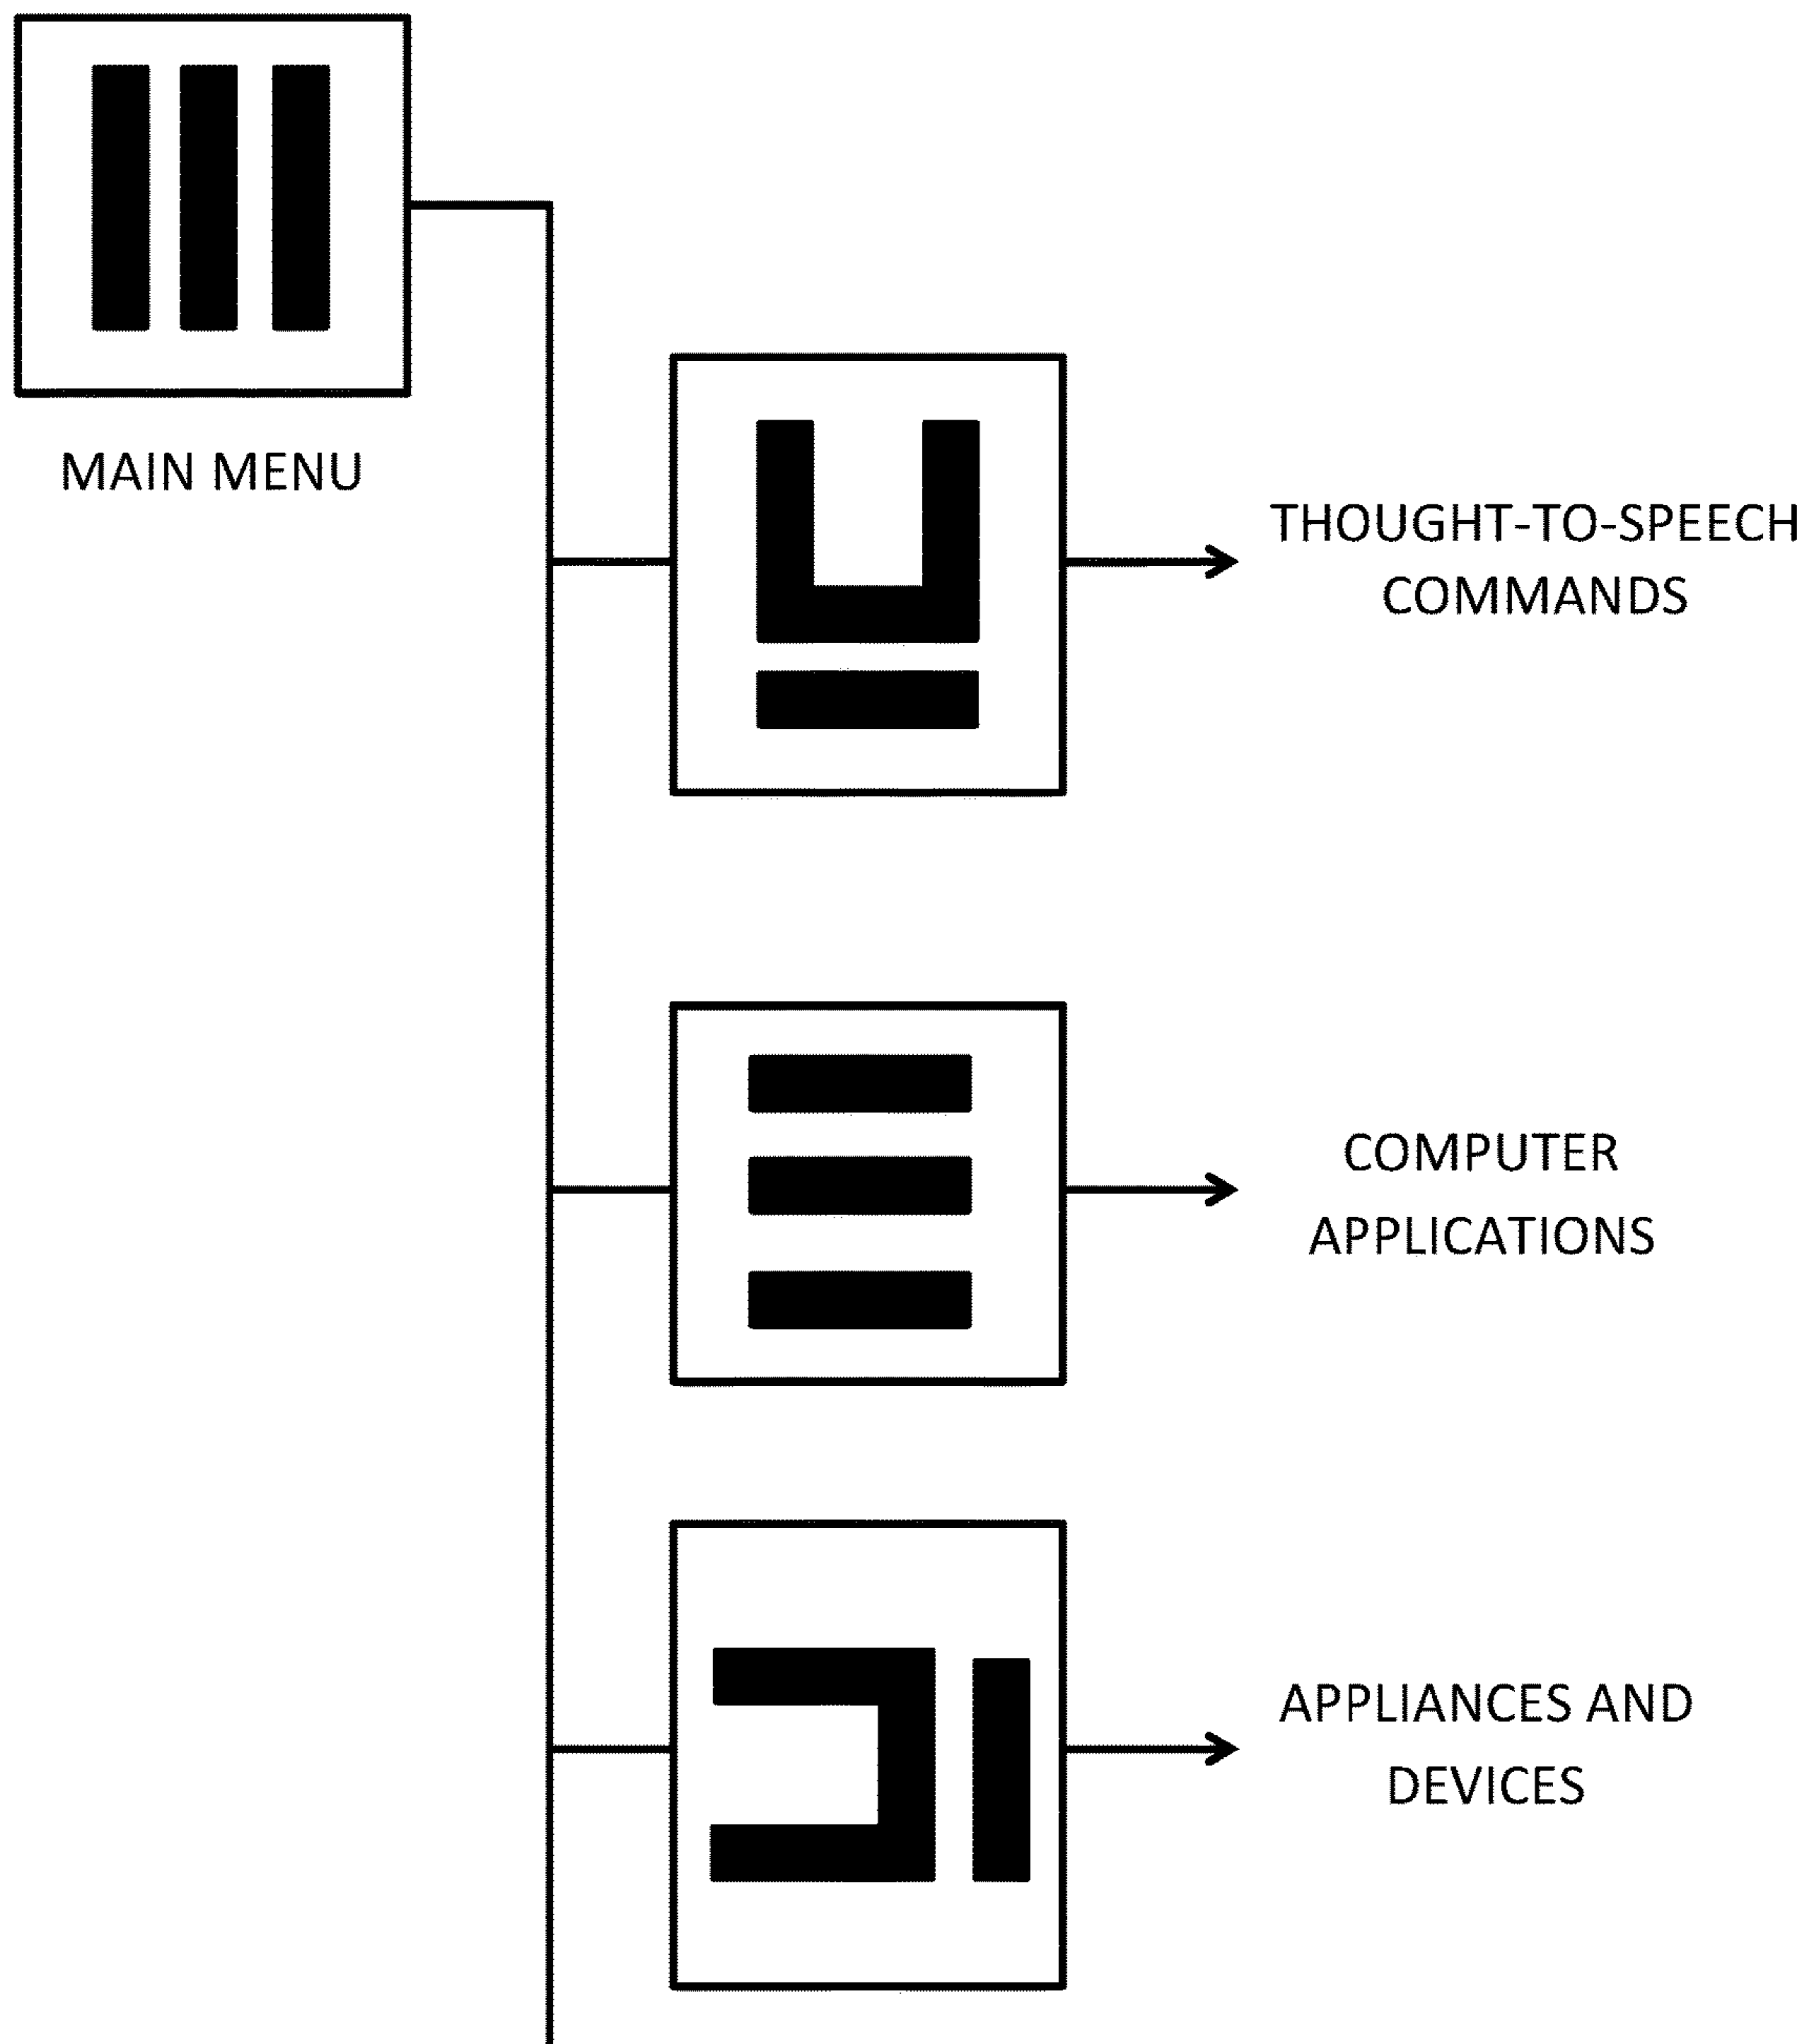 MAIN MENU
THOUGHT-TO-SPEECH
COMMANDS
COMPUTER
APPLICATIONS
APPLIANCES AND
DEVICES